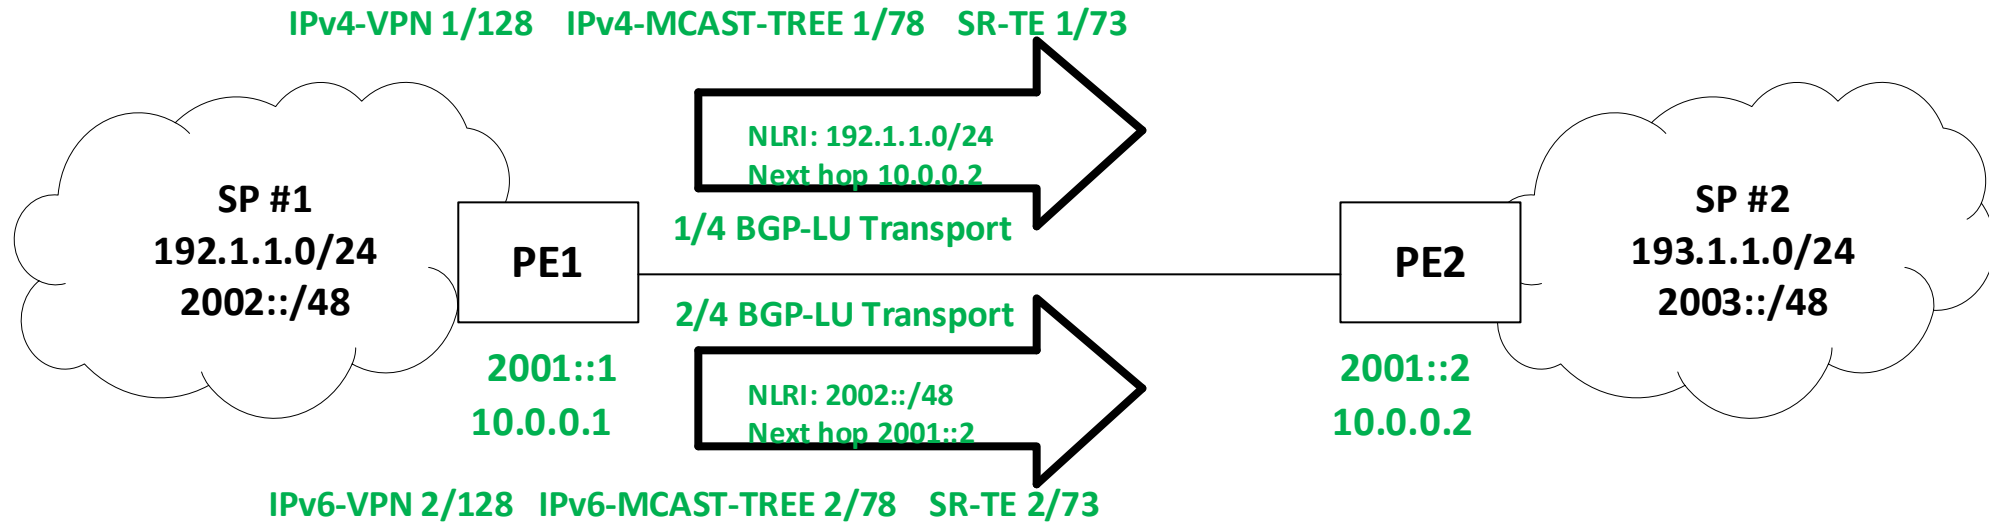 IPv4-VPN 1/128 IPv4-MCAST-TREE 1/78 SR-TE 1/73
NLRI: 192.1.1.0/24
Next hop 10.0.0.2
1/4 BGP-LU Transport
SP #1
192.1.1.0/24
2002::/48
PE1
PE2
SP #2
193.1.1.0/24
2003::/48
2/4 BGP-LU Transport
2001::1
10.0.0.1
NLRI: 2002::/48
Next hop 2001::2
2001::2
10.0.0.2
IPv6-VPN 2/128 IPv6-MCAST-TREE 2/78 SR-TE 2/73